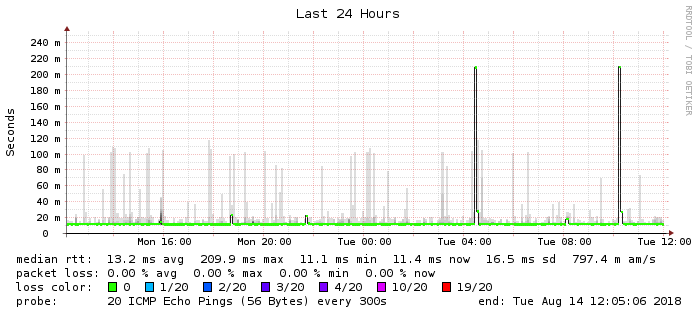 Last 24 Hours
RRDTOOL / TOBI OETIKER
Seconds
240 m
220 m
200 m
180 m
160 m
140 m
120 m
100 m
80 m
60 m
40 m
20 m
0
Mon 16:00 Mon 20:00 Tue 00:00 Tue 04:00 Tue 08:00 Tue 12:00
median rtt: 13.2 ms avg 209.9 ms max 11.1 ms min 11.4 ms now 16.5 ms sd 797.4 m am/s
packet loss: 0.00 % avg 0.00 % max 0.00 % min 0.00 % now
loss color: 0 1/20 2/20 3/20 4/20 10/20 19/20
probe: 20 ICMP Echo Pings (56 Bytes) every 300s end: Tue Aug 14 12:05:06 2018